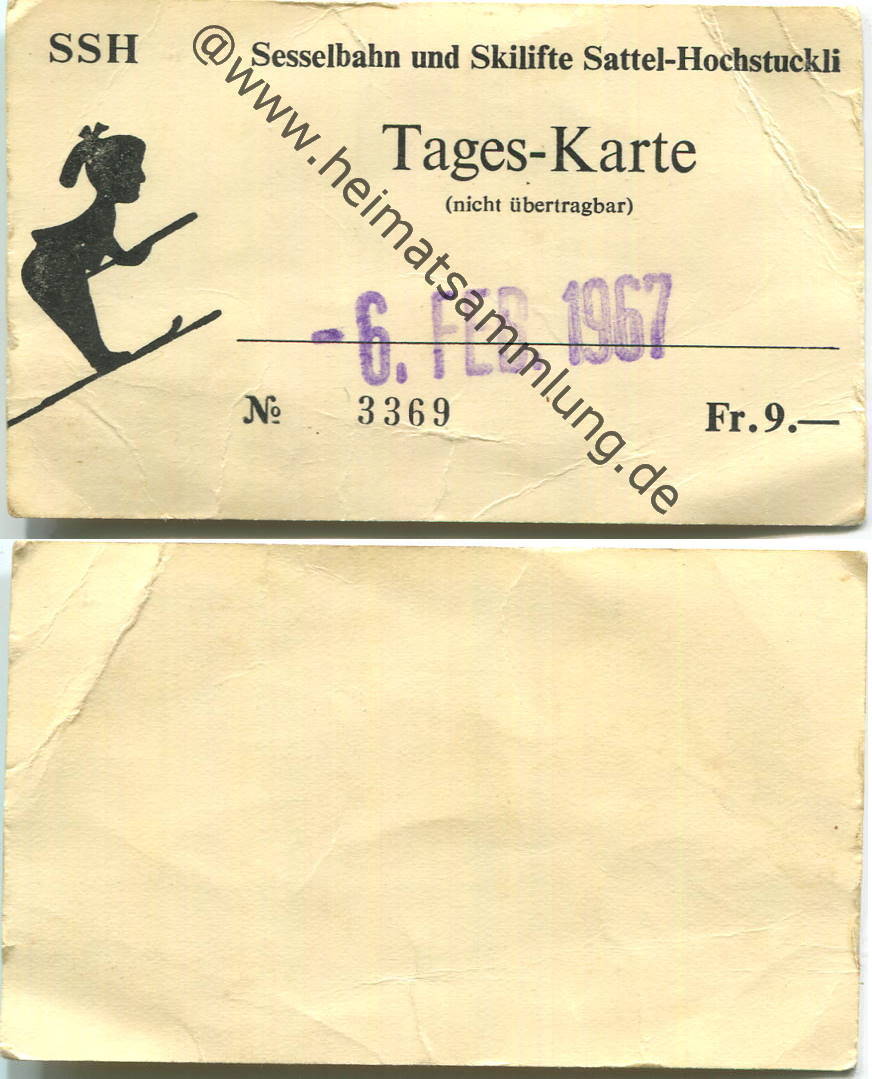 SSH
Sesselbahn und Skilifte Sattel-Hochstuckli
Tages-Karte
(nicht übertragbar)
-6. FEB. 1967
№ 3369 Fr. 9.—
@www.heimatsammlung.de